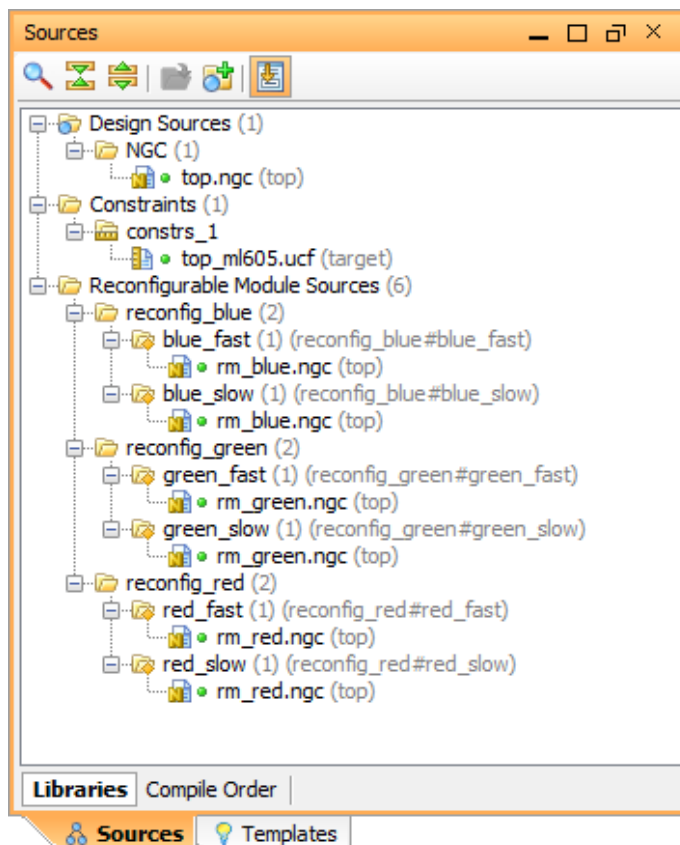 Sources
Design Sources (1)
NGC (1)
top.ngc (top)
Constraints (1)
constrs_1
top_ml605.ucf (target)
Reconfigurable Module Sources (6)
reconfig_blue (2)
blue_fast (1) (reconfig_blue#blue_fast)
rm_blue.ngc (top)
blue_slow (1) (reconfig_blue#blue_slow)
rm_blue.ngc (top)
reconfig_green (2)
green_fast (1) (reconfig_green#green_fast)
rm_green.ngc (top)
green_slow (1) (reconfig_green#green_slow)
rm_green.ngc (top)
reconfig_red (2)
red_fast (1) (reconfig_red#red_fast)
rm_red.ngc (top)
red_slow (1) (reconfig_red#red_slow)
rm_red.ngc (top)
Libraries Compile Order
Sources Templates